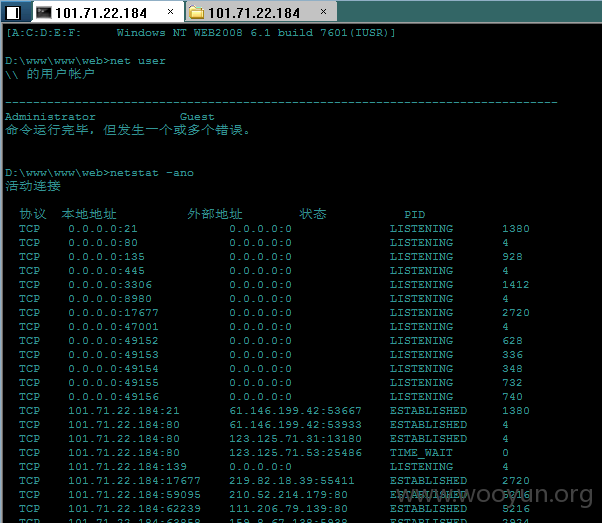 101.71.22.184 × 101.71.22.184 ×
[A:C:D:E:F: Windows NT WEB2008 6.1 build 7601(IUSR)]
D:\www\www\web>net user
\\ 的用户帐户
-------------------------------------------------------------------------------
Administrator Guest
命令运行完毕，但发生一个或多个错误。
D:\www\www\web>netstat -ano
活动连接
协议 本地地址 外部地址 状态 PID
TCP 0.0.0.0:21 0.0.0.0:0 LISTENING 1380
TCP 0.0.0.0:80 0.0.0.0:0 LISTENING 4
TCP 0.0.0.0:135 0.0.0.0:0 LISTENING 928
TCP 0.0.0.0:445 0.0.0.0:0 LISTENING 4
TCP 0.0.0.0:3306 0.0.0.0:0 LISTENING 1412
TCP 0.0.0.0:8980 0.0.0.0:0 LISTENING 4
TCP 0.0.0.0:17677 0.0.0.0:0 LISTENING 2720
TCP 0.0.0.0:47001 0.0.0.0:0 LISTENING 4
TCP 0.0.0.0:49152 0.0.0.0:0 LISTENING 628
TCP 0.0.0.0:49153 0.0.0.0:0 LISTENING 336
TCP 0.0.0.0:49154 0.0.0.0:0 LISTENING 348
TCP 0.0.0.0:49155 0.0.0.0:0 LISTENING 732
TCP 0.0.0.0:49156 0.0.0.0:0 LISTENING 740
TCP 101.71.22.184:21 61.146.199.42:53667 ESTABLISHED 1380
TCP 101.71.22.184:80 61.146.199.42:53933 ESTABLISHED 4
TCP 101.71.22.184:80 123.125.71.31:13180 ESTABLISHED 4
TCP 101.71.22.184:80 123.125.71.53:25486 TIME_WAIT 0
TCP 101.71.22.184:139 0.0.0.0:0 LISTENING 4
TCP 101.71.22.184:17677 219.82.18.39:55411 ESTABLISHED 2720
TCP 101.71.22.184:59095 210.52.214.179:80 ESTABLISHED 5216
www.wooyun.org
TCP 101.71.22.184:62239 111.206.79.139:80 ESTABLISHED 5216
TCP